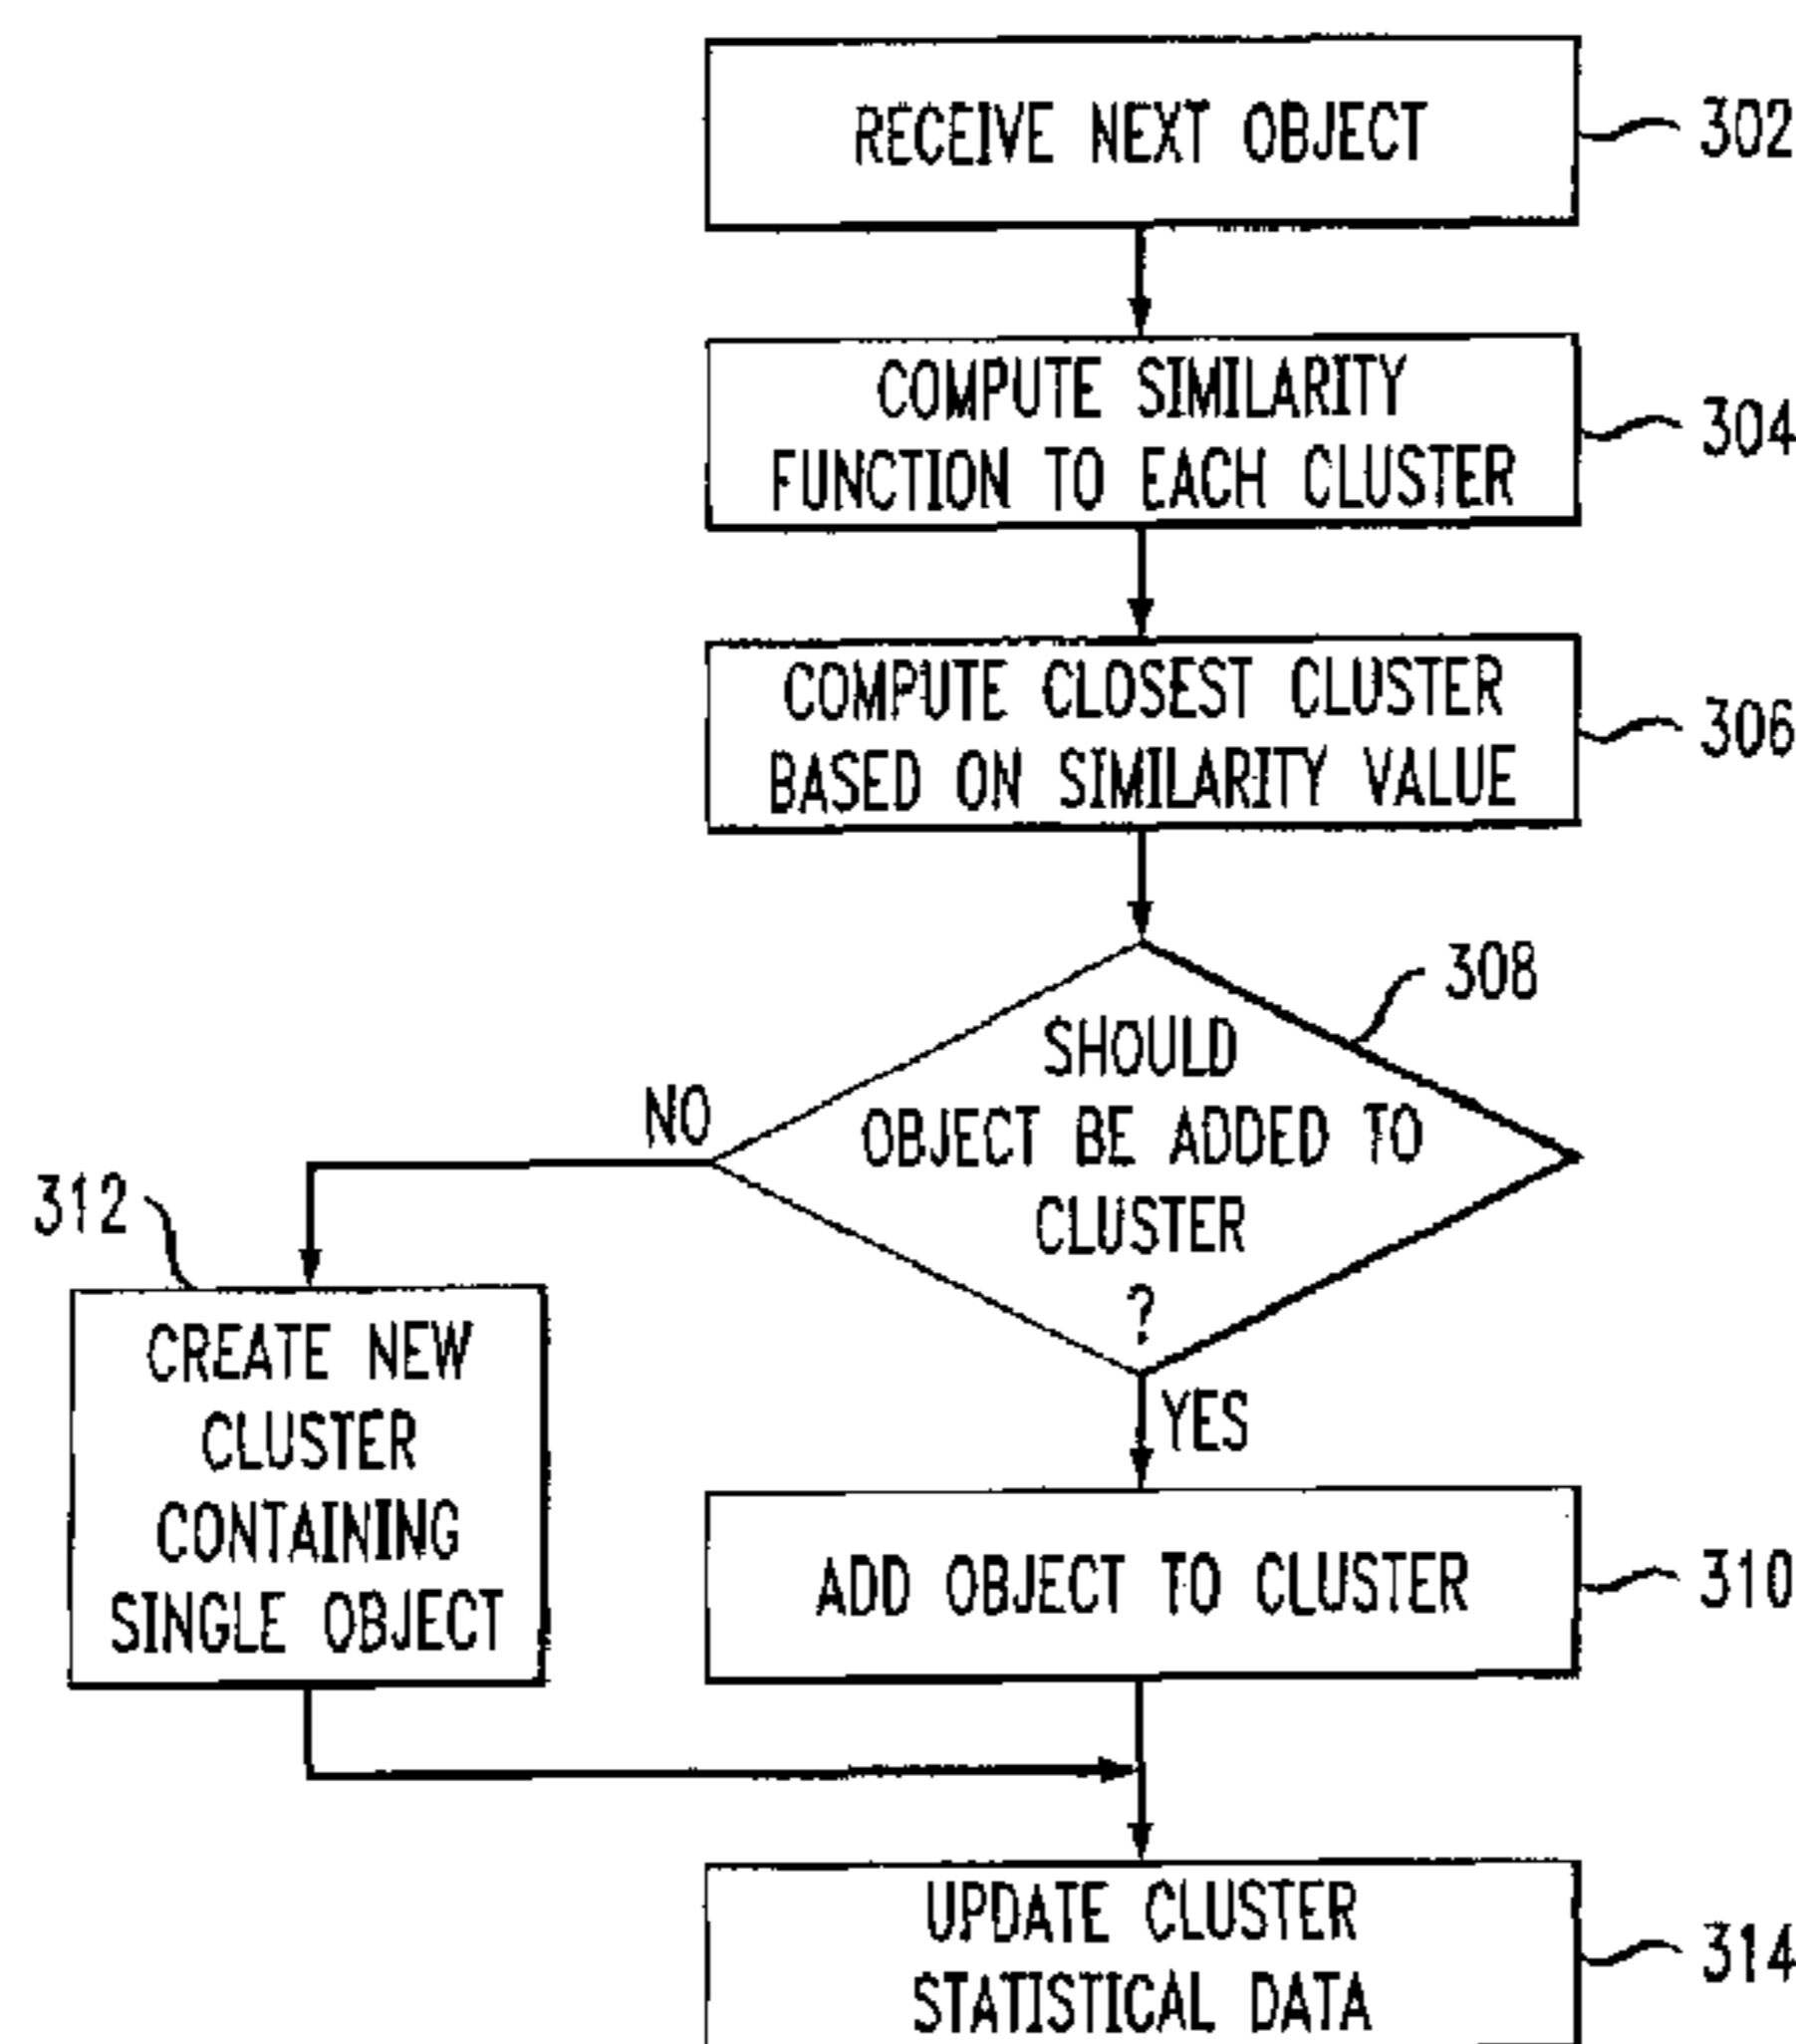 RECEIVE NEXT OBJECT
302
COMPUTE SIMILARITY
FUNCTION TO EACH CLUSTER
304
COMPUTE CLOSEST CLUSTER
BASED ON SIMILARITY VALUE
306
308
SHOULD
OBJECT BE ADDED TO
CLUSTER
?
NO
YES
312
CREATE NEW
CLUSTER
CONTAINING
SINGLE OBJECT
ADD OBJECT TO CLUSTER
310
UPDATE CLUSTER
STATISTICAL DATA
314